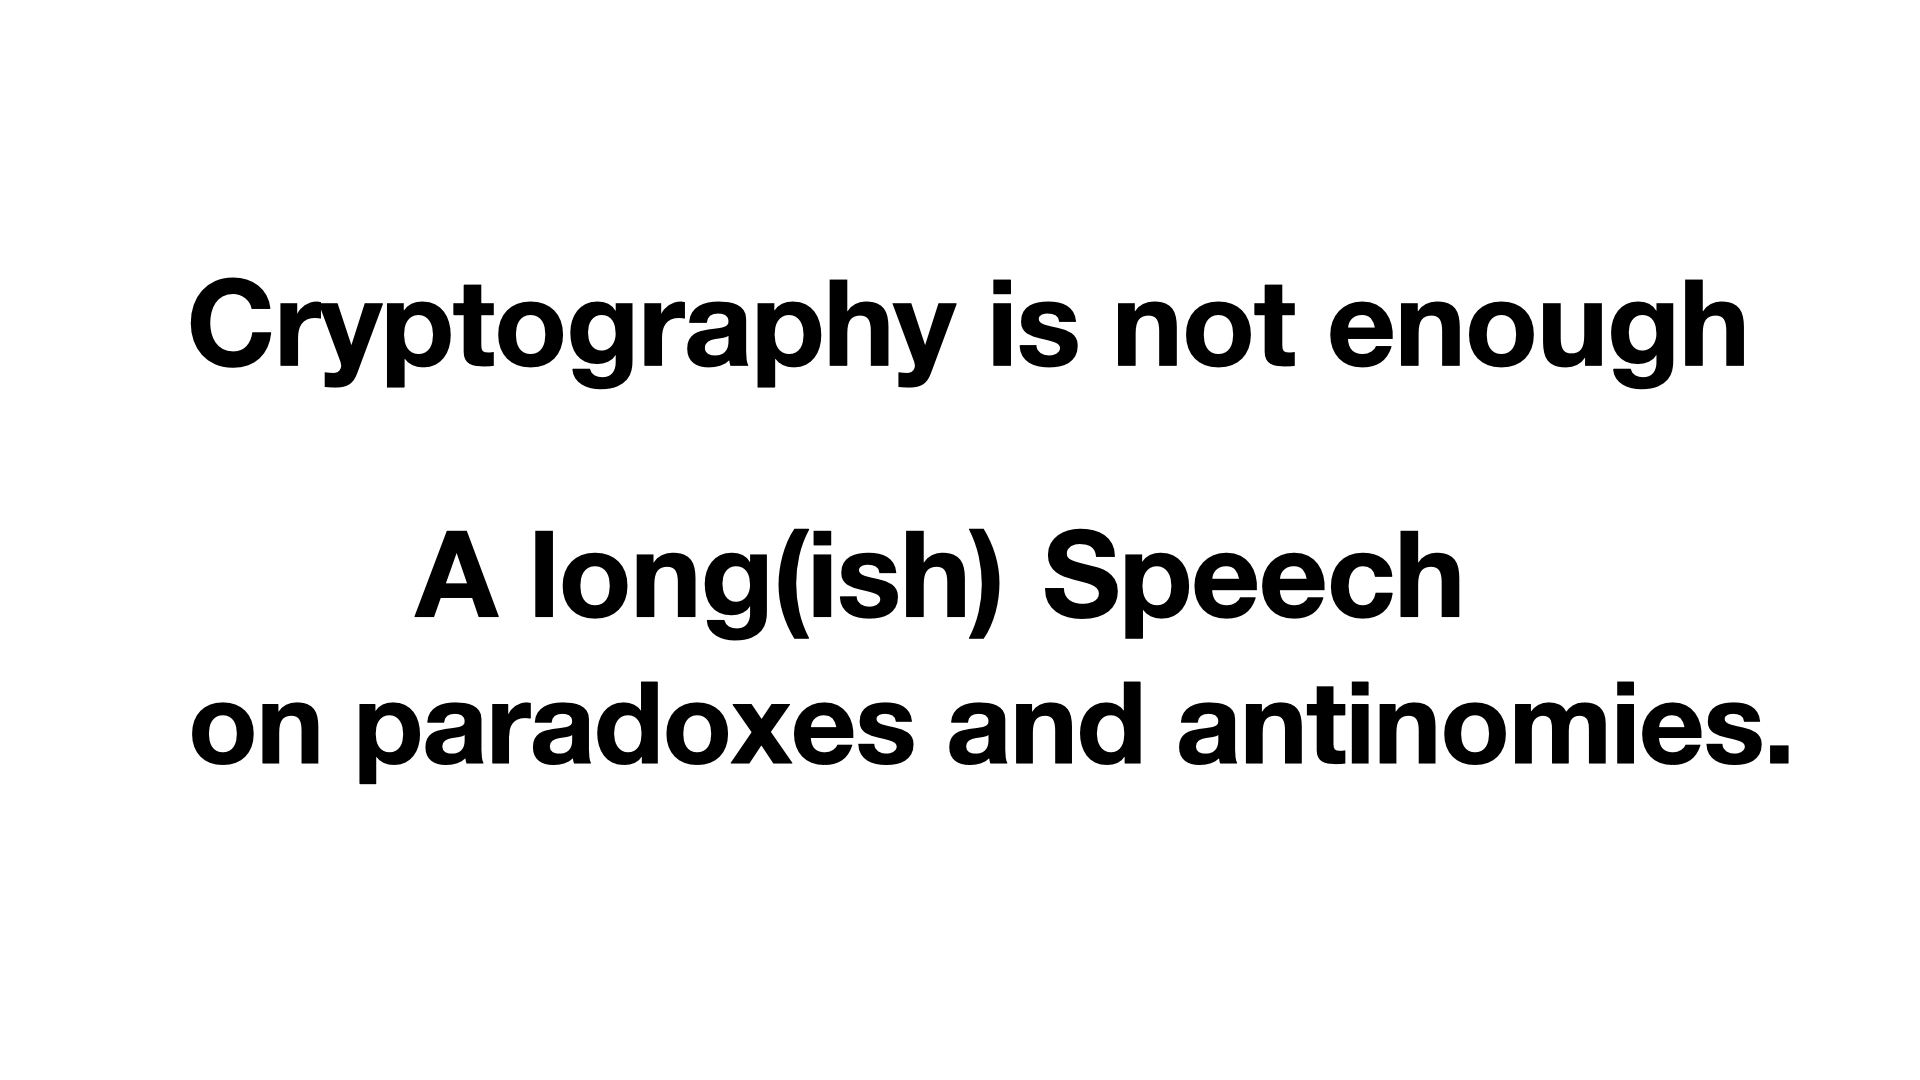 Cryptography is not enough
A long(ish) Speech
on paradoxes and antinomies.